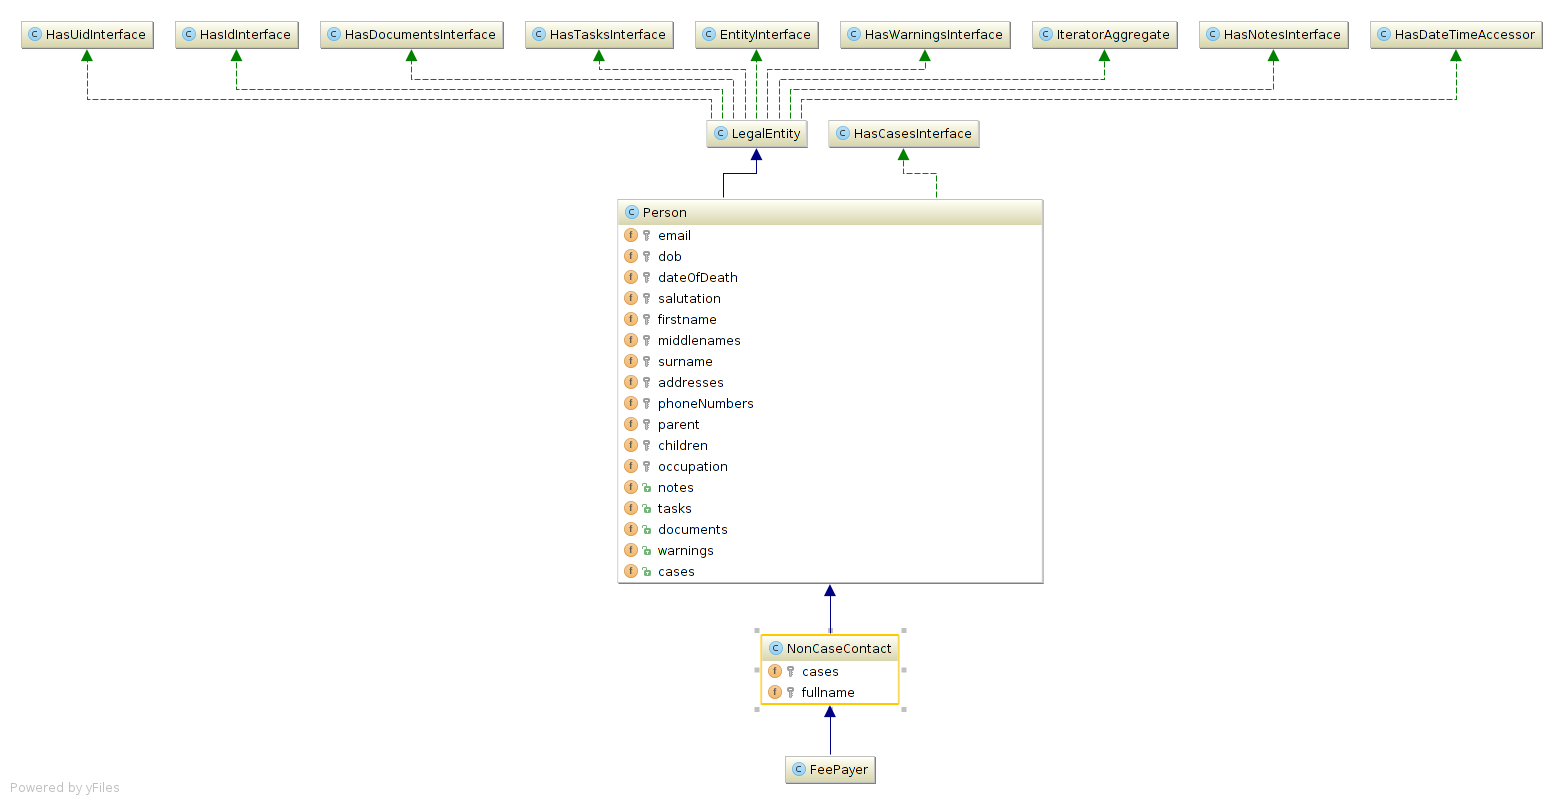 HasUidInterface
HasIdInterface
HasDocumentsInterface
HasTasksInterface
EntityInterface
HasWarningsInterface
IteratorAggregate
HasNotesInterface
HasDateTimeAccessor
LegalEntity
HasCasesInterface
Person
email
dob
dateOfDeath
salutation
firstname
middlenames
surname
addresses
phoneNumbers
parent
children
occupation
notes
tasks
documents
warnings
cases
NonCaseContact
cases
fullname
FeePayer
Powered by yFiles